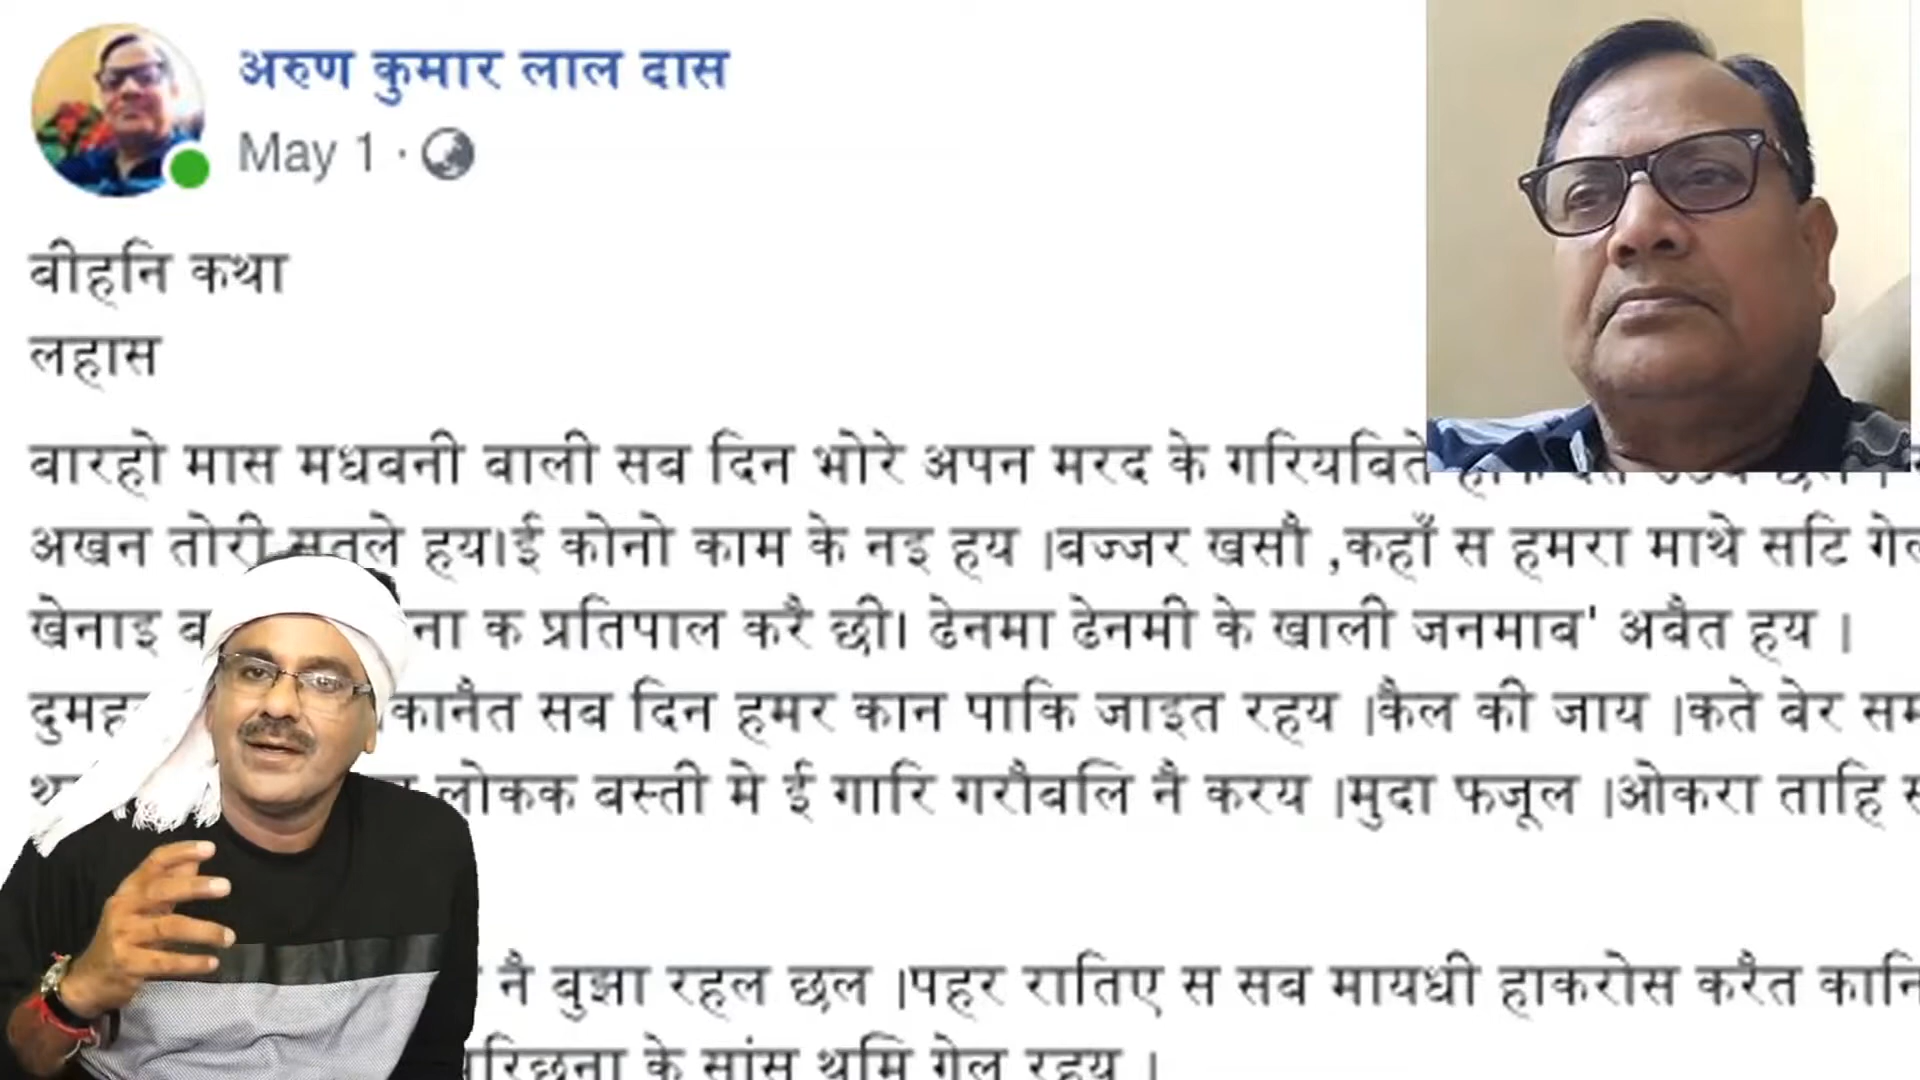 अरुण कुमार लाल दास
May 1 ·
बीहनि कथा
लहास
बारहो मास मधबनी बाली सब दिन भोरे अपन मरद के गरियबिते
अखन तोरी सुतले हय।ई कोनो काम के नइ हय ।बज्जर खसौ ,कहाँ स हमरा माथे सटि
खेनाइ क प्रतिपाल करै छी। ढेनमा ढेनमी के खाली जनमाब' अबैत हय ।
सब दिन हमर कान पाकि जाइत रहय ।कैल की जाय ।कते बेर
लोकक बस्ती मे ई गारि गरौबलि नै करय ।मुदा फजूल ।ओकरा ताहि
नै बुझा रहल छल ।पहर रातिए स सब मायधी हाकरोस करैत
के सांस थमि गेल रहय ।